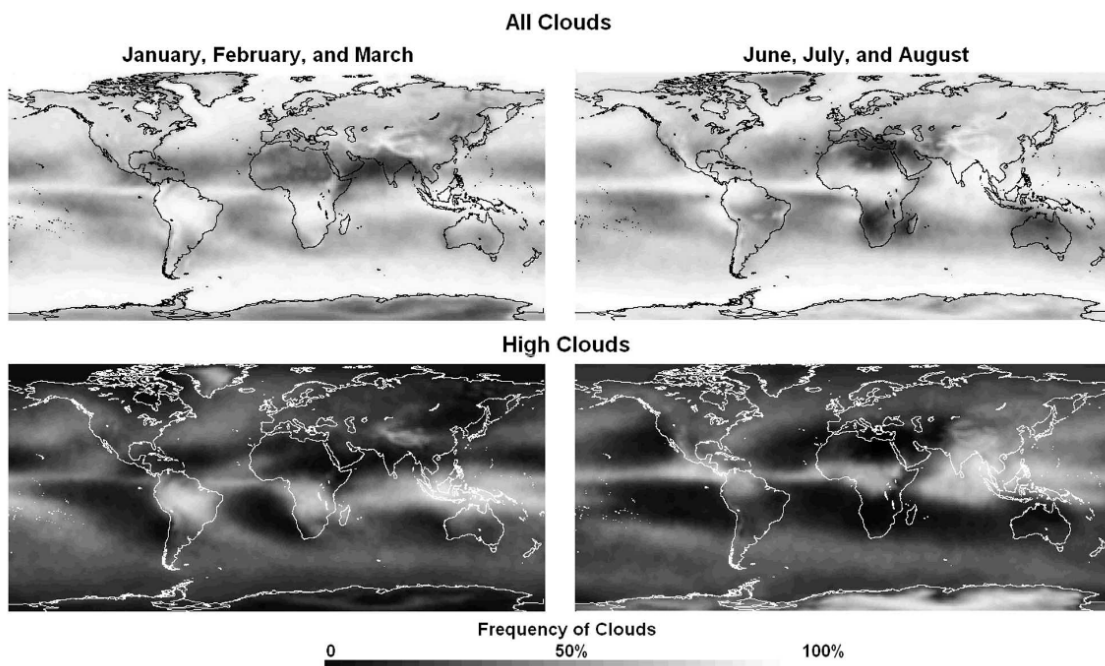 All Clouds
January, February, and March
June, July, and August
High Clouds
Frequency of Clouds
0 50% 100%